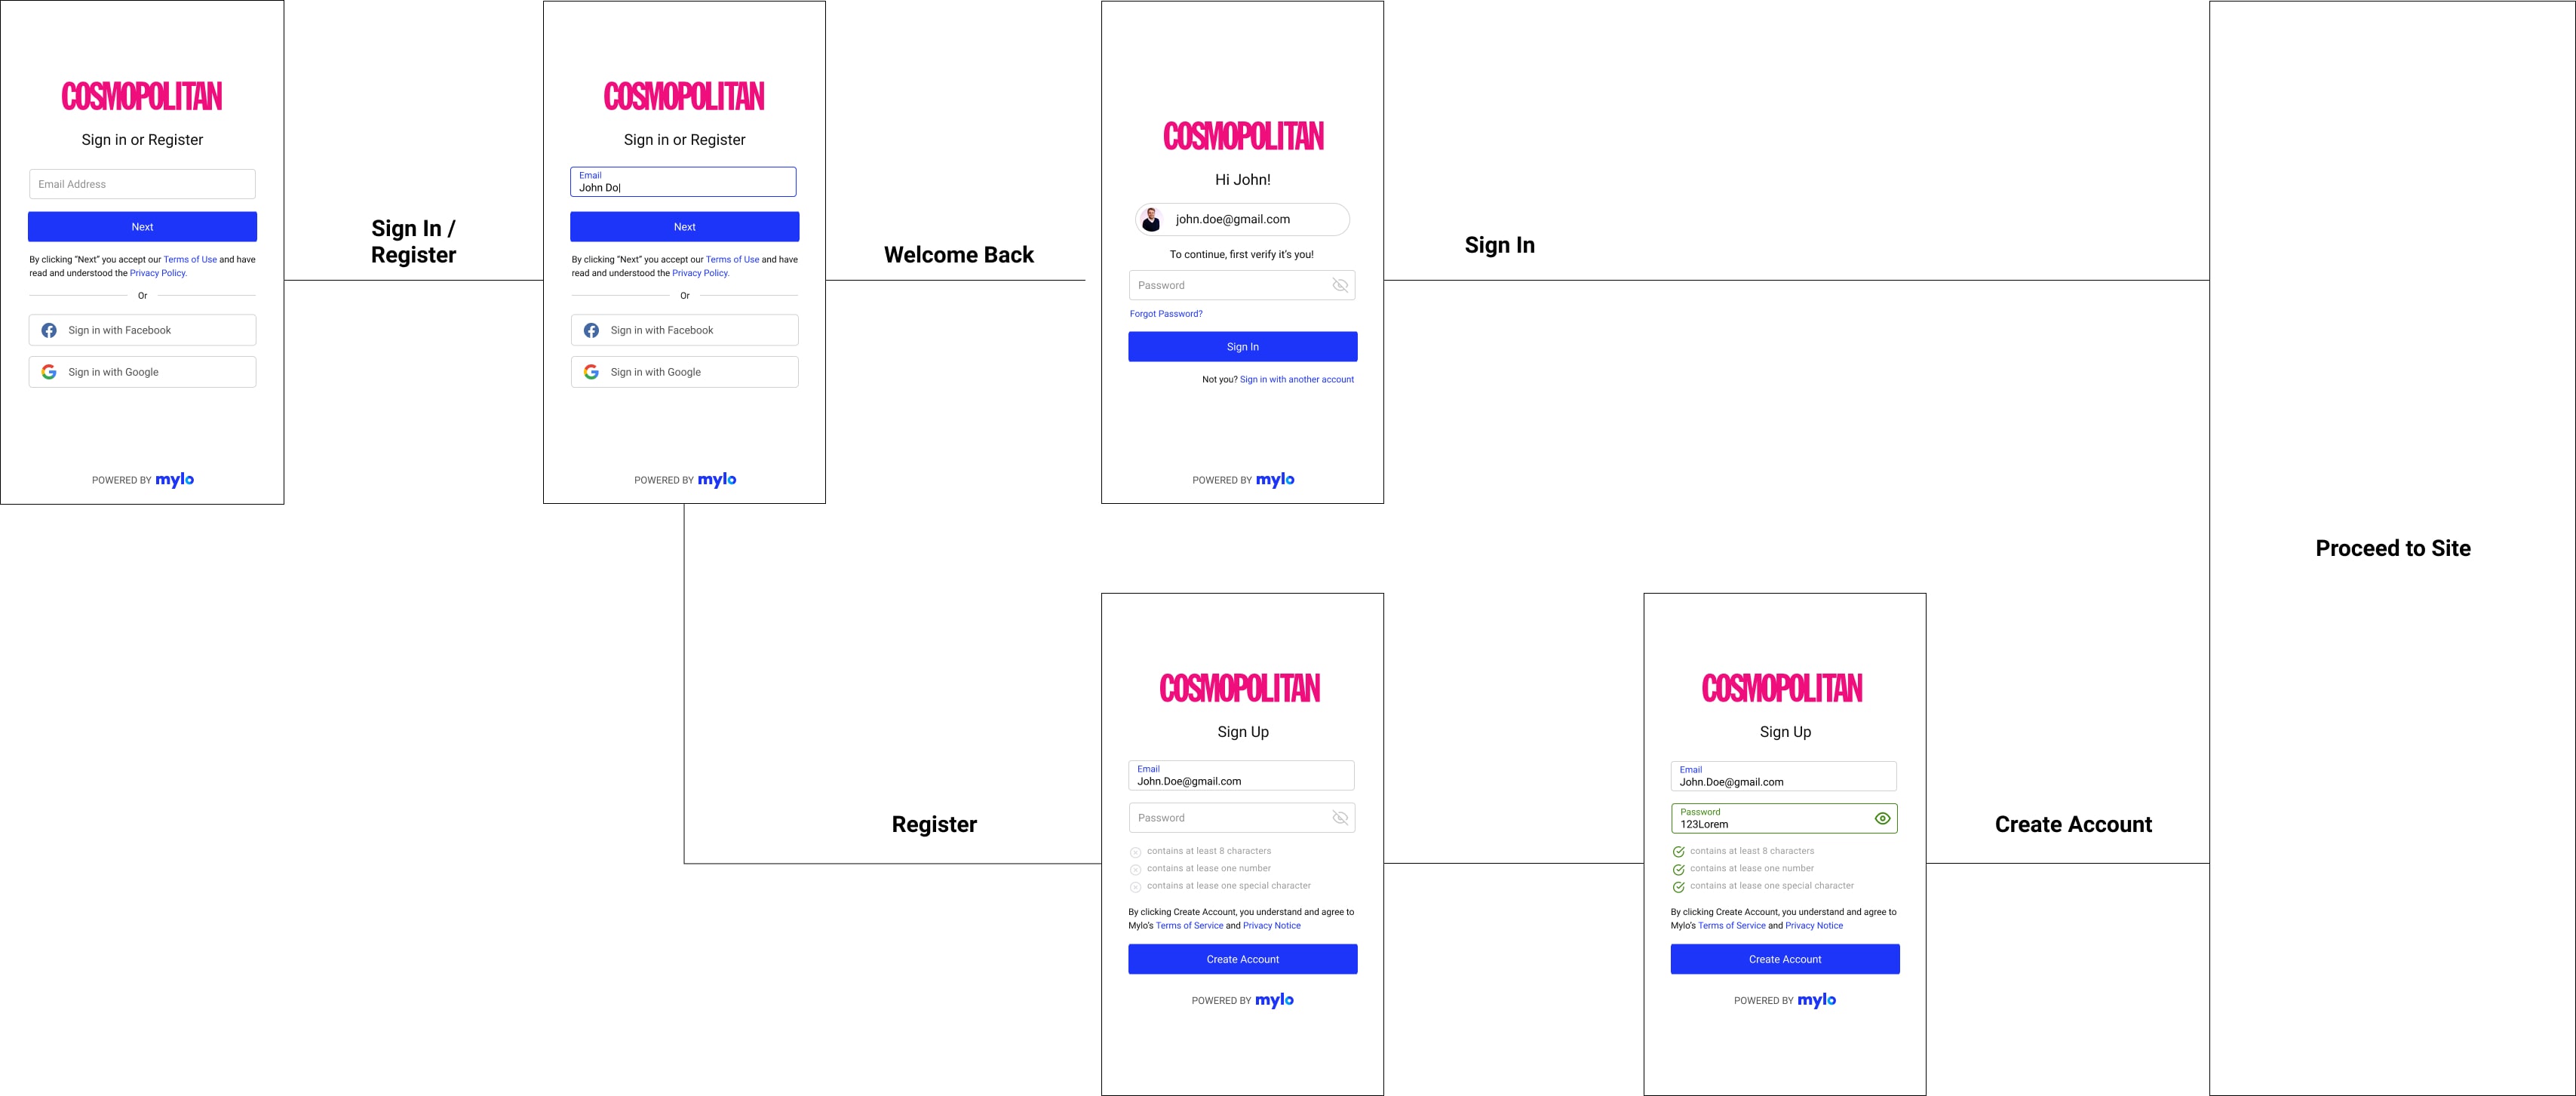 COSMOPOLITAN
Sign in or Register
Email Address
Next
By clicking “Next” you accept our Terms of Use and have
read and understood the Privacy Policy.
Or
Sign in with Facebook
Sign in with Google
POWERED BY mylo
Sign In /
Register
COSMOPOLITAN
Sign in or Register
Email
John Do
Next
By clicking “Next” you accept our Terms of Use and have
read and understood the Privacy Policy.
Or
Sign in with Facebook
Sign in with Google
POWERED BY mylo
Welcome Back
COSMOPOLITAN
Hi John!
john.doe@gmail.com
To continue, first verify it's you!
Password
Forgot Password?
Sign In
Not you? Sign in with another account
POWERED BY mylo
Sign In
Register
COSMOPOLITAN
Sign Up
Email
John.Doe@gmail.com
Password
contains at least 8 characters
contains at lease one number
contains at lease one special character
By clicking Create Account, you understand and agree to
Mylo's Terms of Service and Privacy Notice
Create Account
POWERED BY mylo
COSMOPOLITAN
Sign Up
Email
John.Doe@gmail.com
Password
123Lorem
contains at least 8 characters
contains at lease one number
contains at lease one special character
By clicking Create Account, you understand and agree to
Mylo's Terms of Service and Privacy Notice
Create Account
POWERED BY mylo
Create Account
Proceed to Site